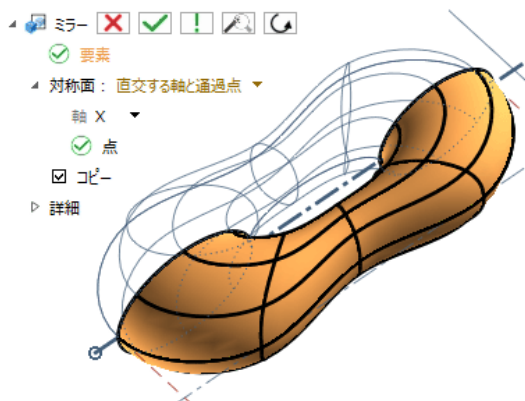 ミラー
要素
対称面： 直交する軸と通過点
軸 X
点
コピー
詳細